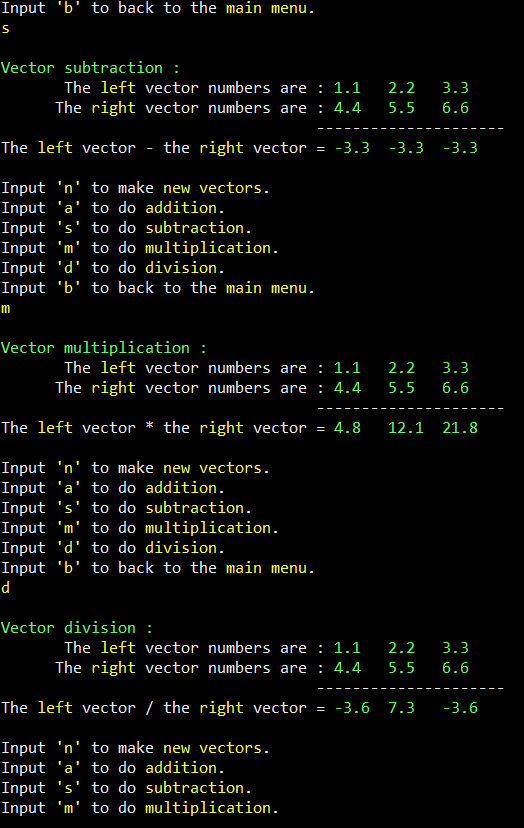 Input 'b' to back to the main menu.
s
Vector subtraction :
The left vector numbers are : 1.1 2.2 3.3
The right vector numbers are : 4.4 5.5 6.6
---------------------
The left vector - the right vector = -3.3 -3.3 -3.3
Input 'n' to make new vectors.
Input 'a' to do addition.
Input 's' to do subtraction.
Input 'm' to do multiplication.
Input 'd' to do division.
Input 'b' to back to the main menu.
m
Vector multiplication :
The left vector numbers are : 1.1 2.2 3.3
The right vector numbers are : 4.4 5.5 6.6
---------------------
The left vector * the right vector = 4.8 12.1 21.8
Input 'n' to make new vectors.
Input 'a' to do addition.
Input 's' to do subtraction.
Input 'm' to do multiplication.
Input 'd' to do division.
Input 'b' to back to the main menu.
d
Vector division :
The left vector numbers are : 1.1 2.2 3.3
The right vector numbers are : 4.4 5.5 6.6
---------------------
The left vector / the right vector = -3.6 7.3 -3.6
Input 'n' to make new vectors.
Input 'a' to do addition.
Input 's' to do subtraction.
Input 'm' to do multiplication.